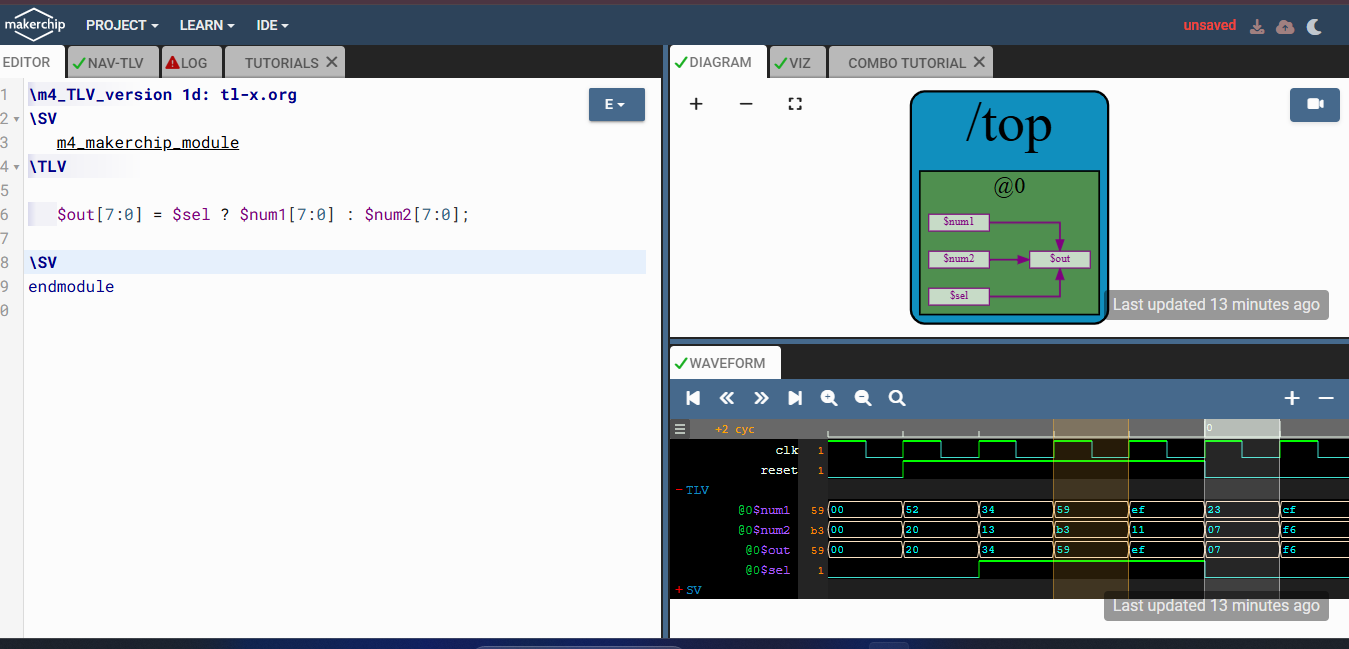 makerchip PROJECT LEARN IDE unsaved
EDITOR NAV-TLV LOG TUTORIALS
1 \m4_TLV_version 1d: tl-x.org
2 \SV
3 m4_makerchip_module
4 \TLV
5
6 $out[7:0] = $sel ? $num1[7:0] : $num2[7:0];
7
8 \SV
9 endmodule
0
E
DIAGRAM VIZ COMBO TUTORIAL
/top
@0
$num1
$num2 $out
$sel
Last updated 13 minutes ago
WAVEFORM
+2 cyc 0
clk 1
reset 1
TLV
@0$num1 59 00 52 34 59 ef 23 cf
@0$num2 b3 00 20 13 b3 11 07 f6
@0$out 59 00 20 34 59 ef 07 f6
@0$sel 1
SV
Last updated 13 minutes ago